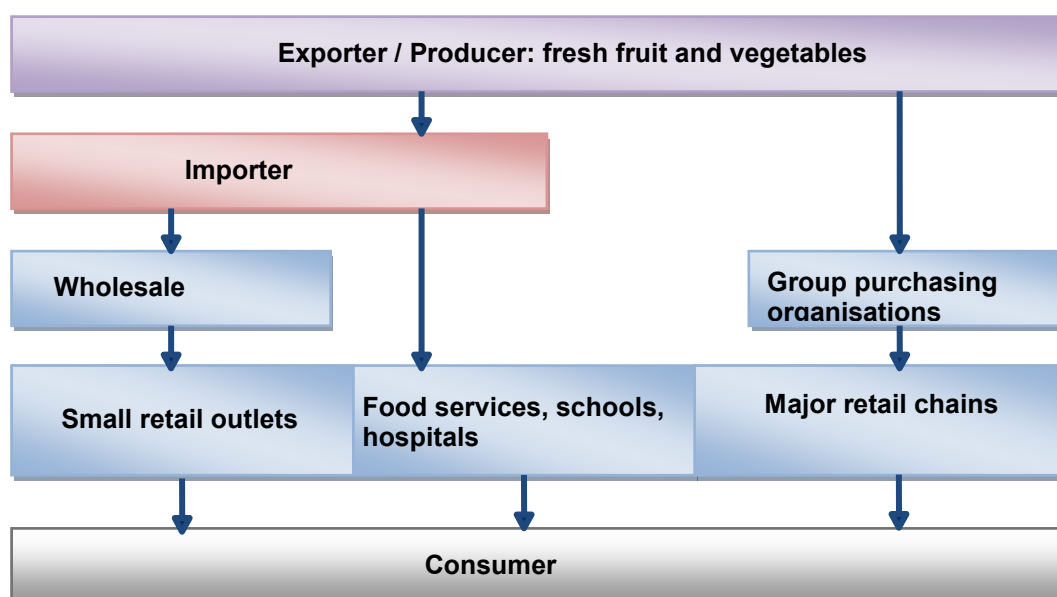 Exporter / Producer: fresh fruit and vegetables
Importer
Wholesale
Group purchasing
organisations
Small retail outlets
Food services, schools,
hospitals
Major retail chains
Consumer